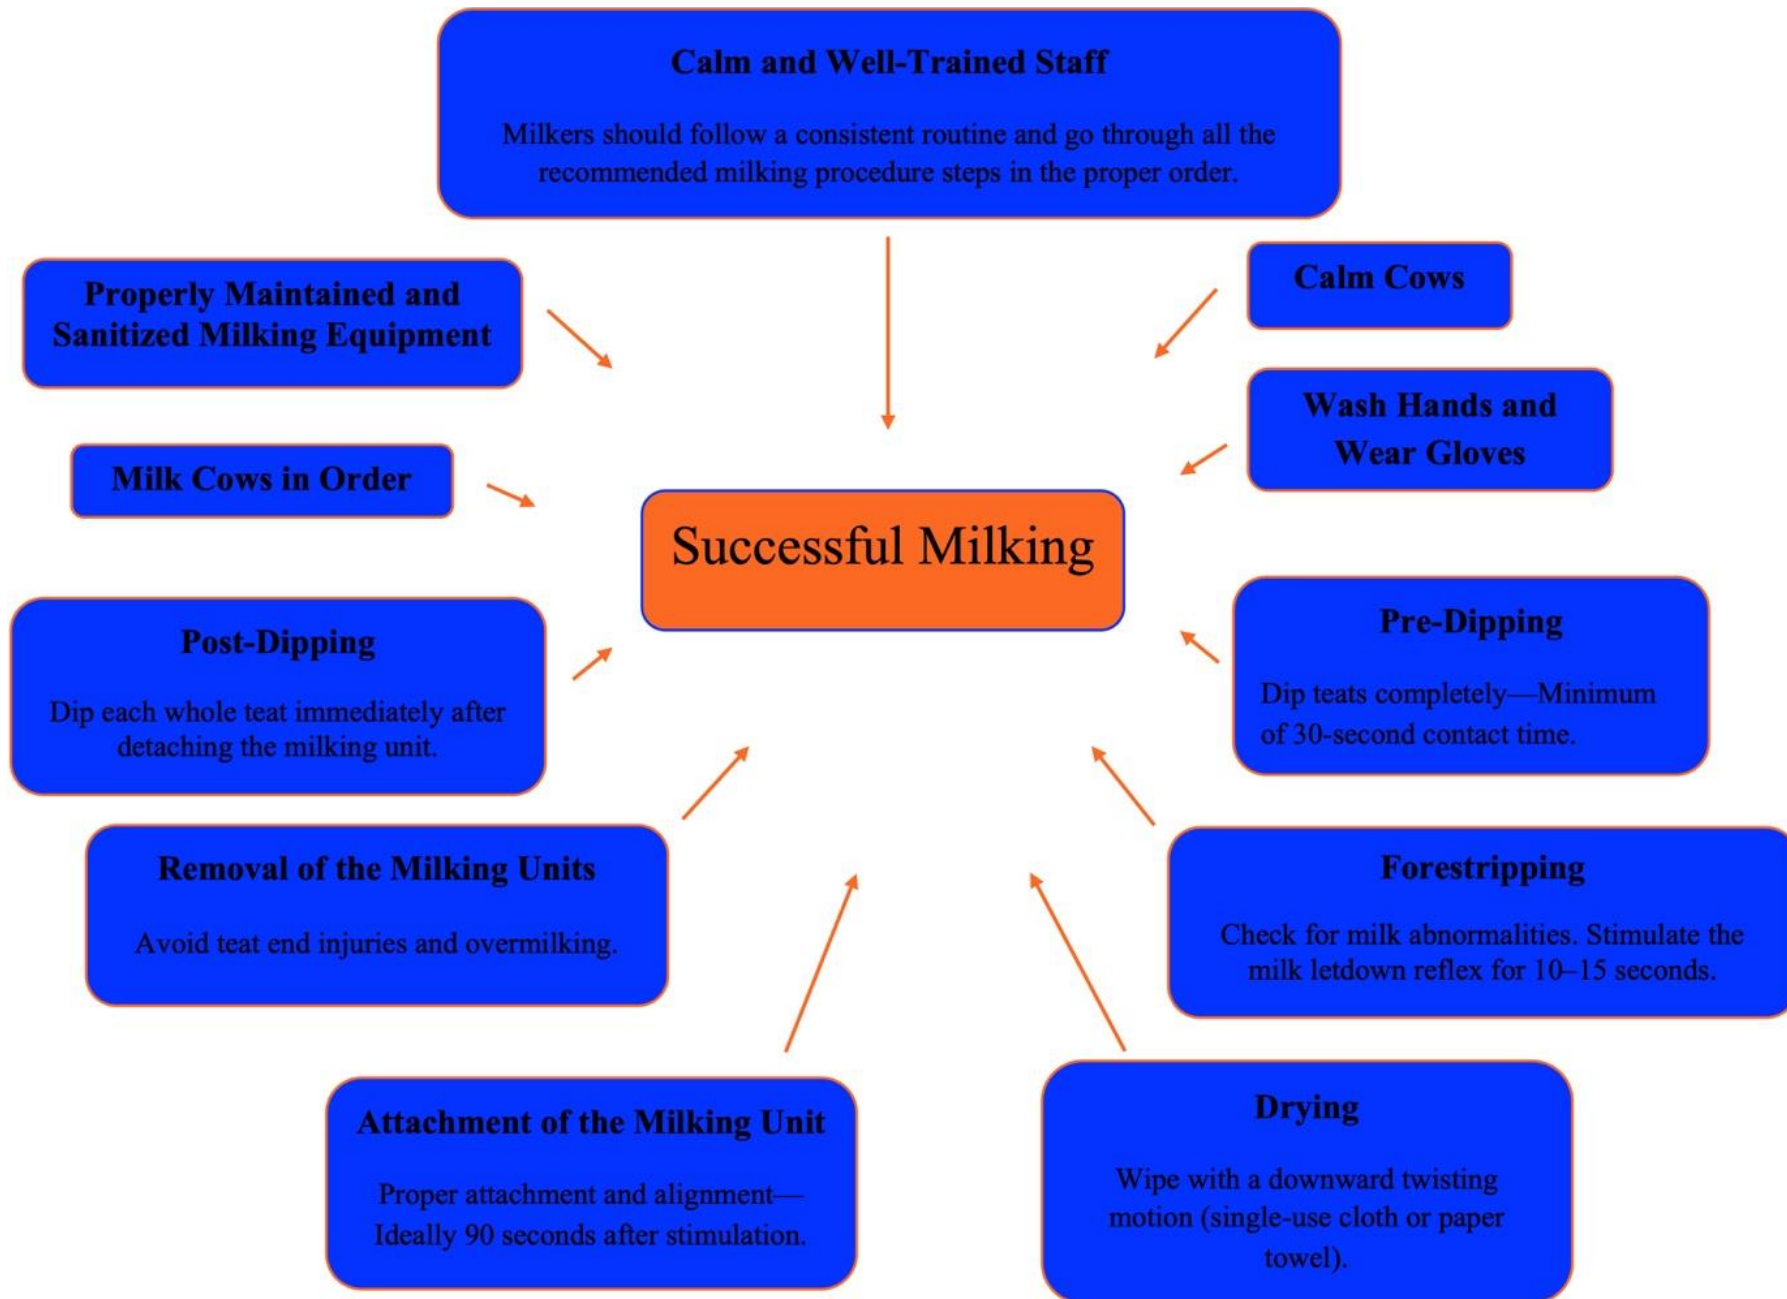 Calm and Well-Trained Staff
Milkers should follow a consistent routine and go through all the
recommended milking procedure steps in the proper order.
Calm Cows
Properly Maintained and
Sanitized Milking Equipment
Wash Hands and
Wear Gloves
Milk Cows in Order
Successful Milking
Pre-Dipping
Dip teats completely—Minimum
of 30-second contact time.
Post-Dipping
Dip each whole teat immediately after
detaching the milking unit.
Forestripping
Check for milk abnormalities. Stimulate the
milk letdown reflex for 10–15 seconds.
Removal of the Milking Units
Avoid teat end injuries and overmilking.
Drying
Wipe with a downward twisting
motion (single-use cloth or paper
towel).
Attachment of the Milking Unit
Proper attachment and alignment—
Ideally 90 seconds after stimulation.